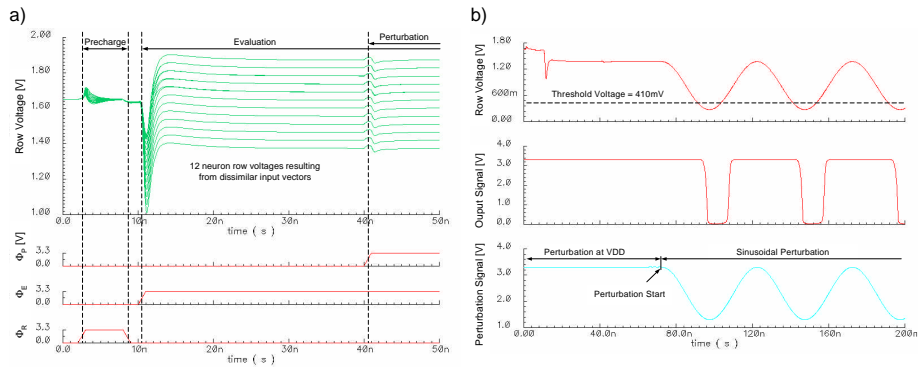 a)
Precharge
Evaluation
Perturbation
Row Voltage [V]
2.00
1.80
1.60
1.40
1.20
1.00
12 neuron row voltages resulting
from dissimilar input vectors
0.0 10n 20n 30n 40n 50n
time ( s )
ΦP [V]
3.3
0.0
ΦE
3.3
0.0
ΦR
3.3
0.0
0.0 10n 20n 30n 40n 50n
time ( s )
b)
Row Voltage [V]
1.80
1.20
600m
0.00
Threshold Voltage = 410mV
Ouput Signal [V]
4.0
3.0
2.0
1.0
0.0
Perturbation Signal [V]
4.0
3.0
2.0
1.0
Perturbation at VDD
Sinusoidal Perturbation
Perturbation Start
0.00 40.0n 80.0n 120n 160n 200n
time ( s )